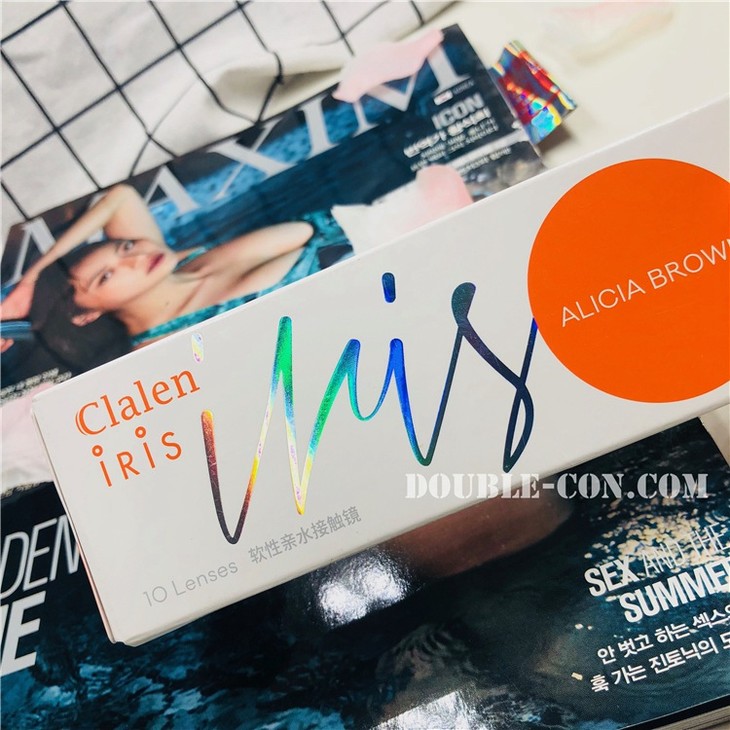 MAXIM
ICON
Clalen
iRiS
iris
ALICIA BROWN
10 Lenses 软性亲水接触镜
DOUBLE-CON.COM
DEN
NE
SEX AND THE
SUMMER
안 벗고 하는 섹스의
훅 가는 진토닉의 모